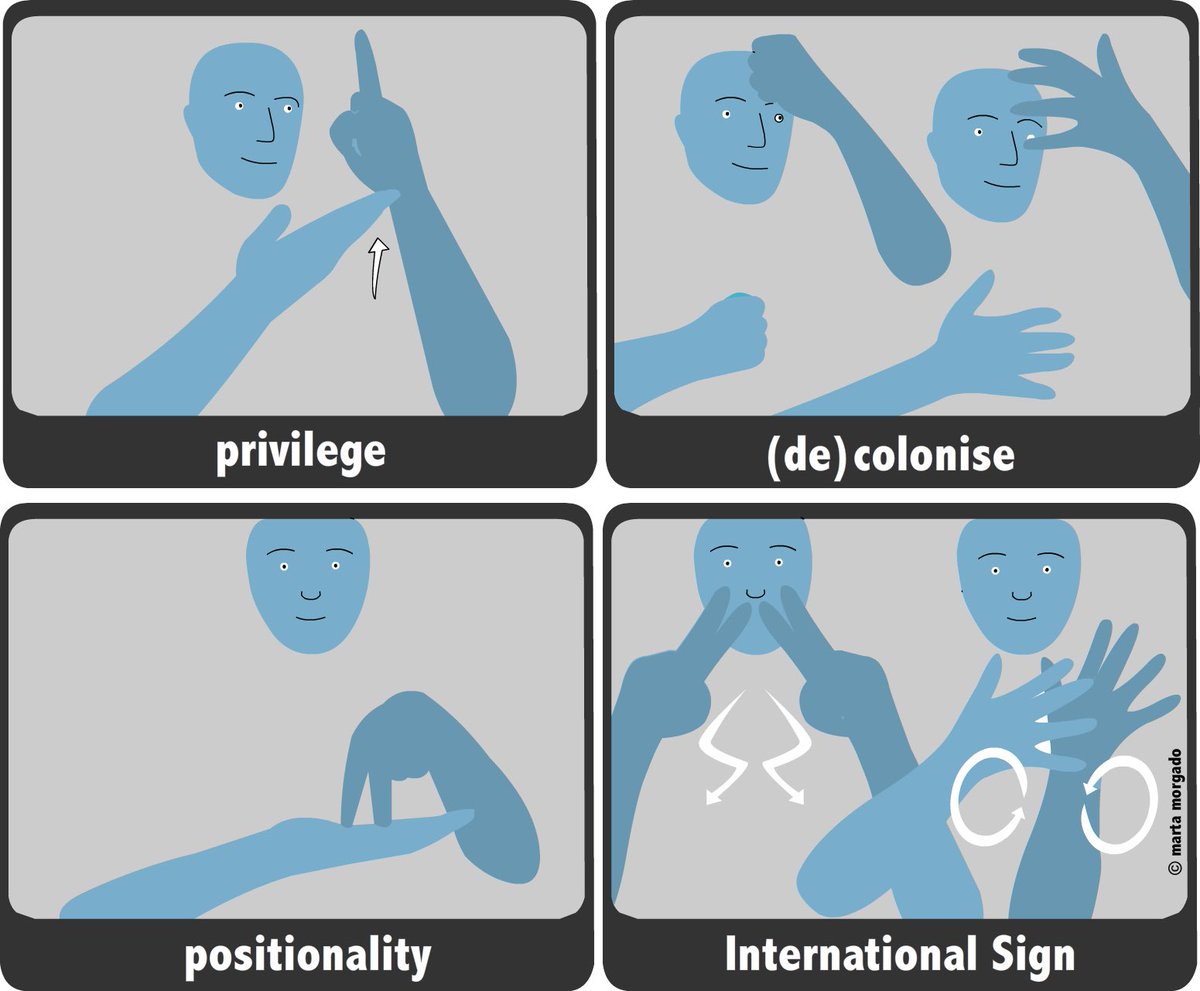 privilege
(de) colonise
positionality
International Sign
© marta morgado